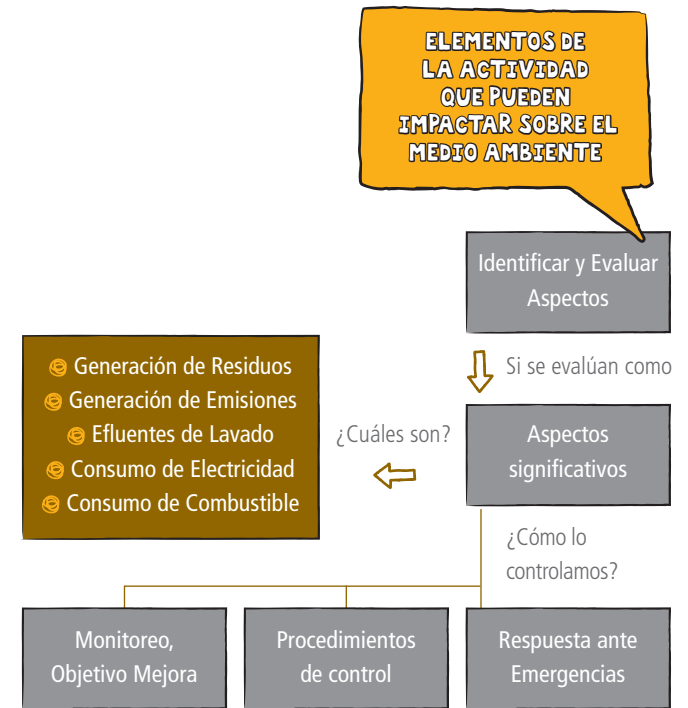 ELEMENTOS DE
LA ACTIVIDAD
QUE PUEDEN
IMPACTAR SOBRE EL
MEDIO AMBIENTE
Identificar y Evaluar
Aspectos
Si se evalúan como
Aspectos
significativos
¿Cuáles son?
Generación de Residuos
Generación de Emisiones
Efluentes de Lavado
Consumo de Electricidad
Consumo de Combustible
¿Cómo lo
controlamos?
Monitoreo,
Objetivo Mejora
Procedimientos
de control
Respuesta ante
Emergencias